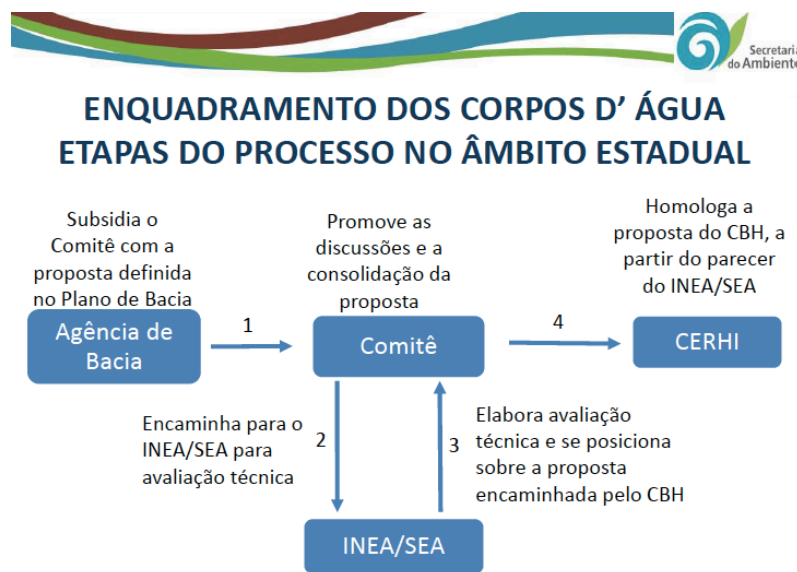 Secretaria
do Ambiente
ENQUADRAMENTO DOS CORPOS D' ÁGUA
ETAPAS DO PROCESSO NO ÂMBITO ESTADUAL
Subsidia o
Comitê com a
proposta definida
no Plano de Bacia
Agência de
Bacia
1
Promove as
discussões e a
consolidação da
proposta
Comitê
4
Homologa a
proposta do CBH, a
partir do parecer
do INEA/SEA
CERHI
Encaminha para o
INEA/SEA para
avaliação técnica
2
3
Elabora avaliação
técnica e se posiciona
sobre a proposta
encaminhada pelo CBH
INEA/SEA